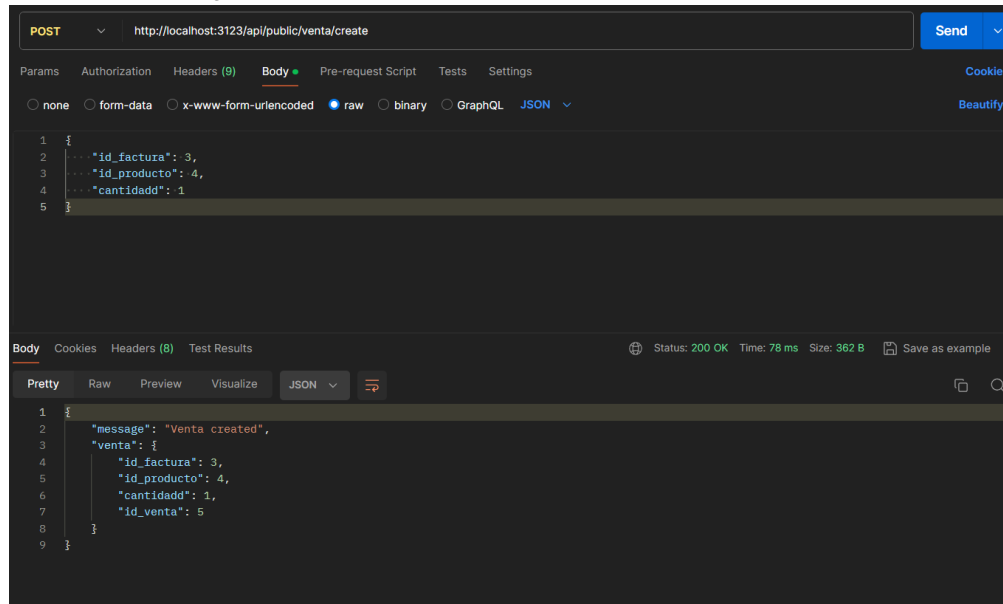 POST http://localhost:3123/api/public/venta/create Send
Params Authorization Headers (9) Body Pre-request Script Tests Settings Cookie
none form-data x-www-form-urlencoded raw binary GraphQL JSON Beautify
1 {
2 "id_factura": 3,
3 "id_producto": 4,
4 "cantidadd": 1
5 }
Body Cookies Headers (8) Test Results Status: 200 OK Time: 78 ms Size: 362 B Save as example
Pretty Raw Preview Visualize JSON
1 {
2 "message": "Venta created",
3 "venta": {
4 "id_factura": 3,
5 "id_producto": 4,
6 "cantidadd": 1,
7 "id_venta": 5
8 }
9 }